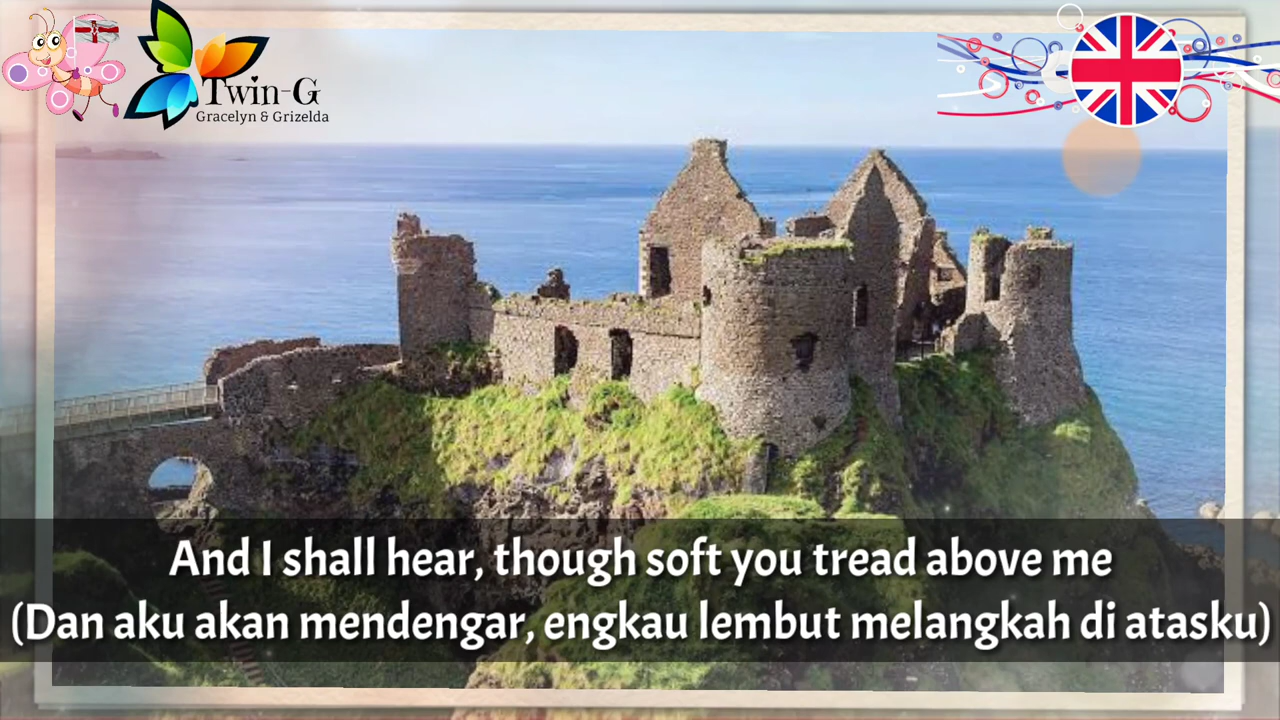 Twin-G
Gracelyn & Grizelda
And I shall hear, though soft you tread above me
(Dan aku akan mendengar, engkau lembut melangkah di atasku)